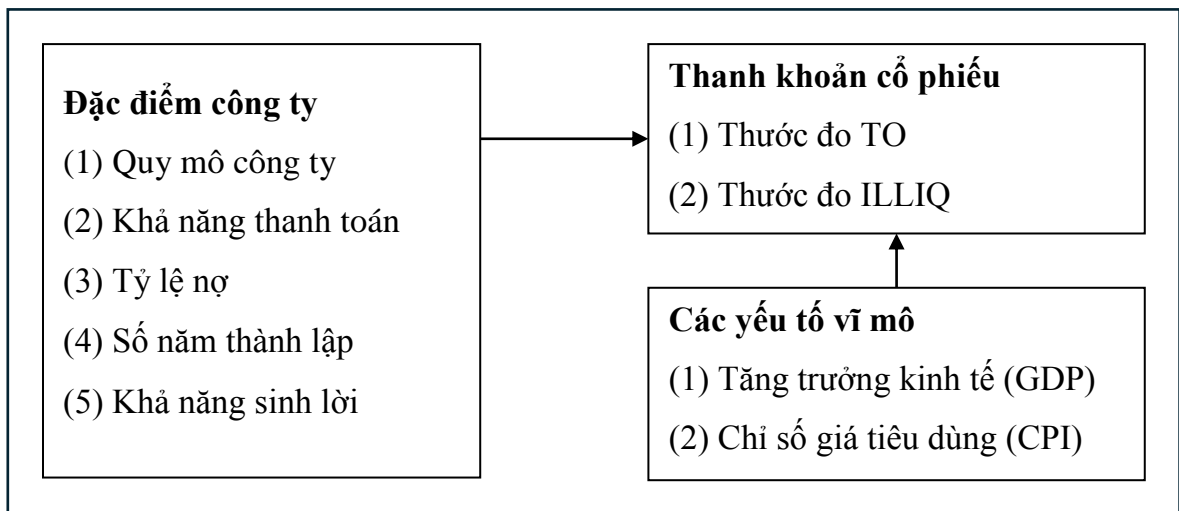 Đặc điểm công ty
(1) Quy mô công ty
(2) Khả năng thanh toán
(3) Tỷ lệ nợ
(4) Số năm thành lập
(5) Khả năng sinh lời
Thanh khoản cổ phiếu
(1) Thước đo TO
(2) Thước đo ILLIQ
Các yếu tố vĩ mô
(1) Tăng trưởng kinh tế (GDP)
(2) Chỉ số giá tiêu dùng (CPI)